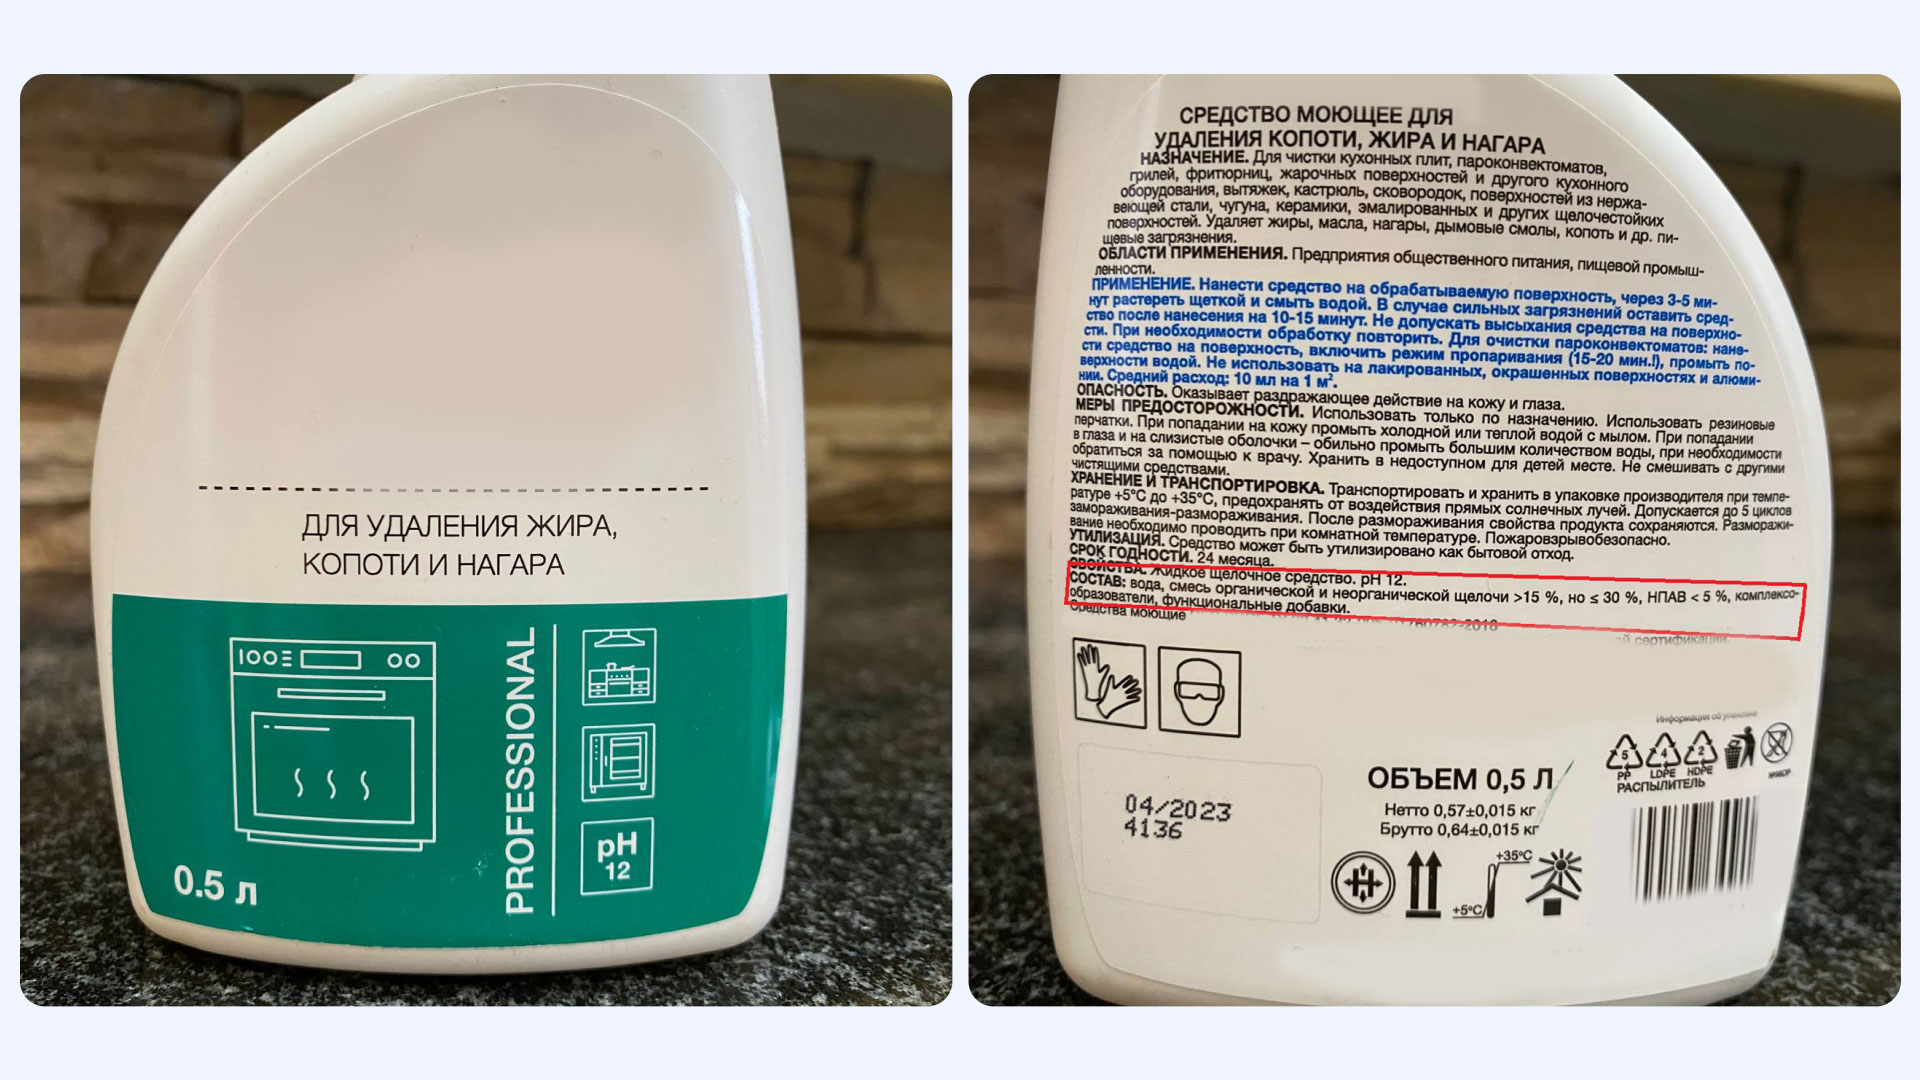 ДЛЯ УДАЛЕНИЯ ЖИРА,
КОПОТИ И НАГАРА
PROFESSIONAL
pH
12
0.5 л
СРЕДСТВО МОЮЩЕЕ ДЛЯ
УДАЛЕНИЯ КОПОТИ, ЖИРА И НАГАРА
НАЗНАЧЕНИЕ. Для чистки кухонных плит, пароконвектоматов,
грилей, фритюрниц, жарочных поверхностей и другого кухонного
оборудования, вытяжек, кастрюль, сковородок, поверхностей из нержа-
веющей стали, чугуна, керамики, эмалированных и других щелочестойких
поверхностей. Удаляет жиры, масла, нагары, дымовые смолы, копоть и др. пи-
щевые загрязнения.
ОБЛАСТИ ПРИМЕНЕНИЯ. Предприятия общественного питания, пищевой промыш-
ленности.
ПРИМЕНЕНИЕ. Нанести средство на обрабатываемую поверхность, через 3-5 ми-
нут растереть щеткой и смыть водой. В случае сильных загрязнений оставить сред-
ство после нанесения на 10-15 минут. Не допускать высыхания средства на поверхно-
сти. При необходимости обработку повторить. Для очистки пароконвектоматов: нане-
сти средство на поверхность, включить режим пропаривания (15-20 мин.!), промыть по-
верхности водой. Не использовать на лакированных, окрашенных поверхностях и алюми-
нии. Средний расход: 10 мл на 1 м².
ОПАСНОСТЬ. Оказывает раздражающее действие на кожу и глаза.
МЕРЫ ПРЕДОСТОРОЖНОСТИ. Использовать только по назначению. Использовать резиновые
перчатки. При попадании на кожу промыть холодной или теплой водой с мылом. При попадании
в глаза и на слизистые оболочки – обильно промыть большим количеством воды, при необходимости
обратиться за помощью к врачу. Хранить в недоступном для детей месте. Не смешивать с другими
чистящими средствами.
ХРАНЕНИЕ И ТРАНСПОРТИРОВКА. Транспортировать и хранить в упаковке производителя при темпе-
ратуре +5°C до +35°C, предохранять от воздействия прямых солнечных лучей. Допускается до 5 циклов
замораживания-размораживания. После размораживания свойства продукта сохраняются. Разморажи-
вание необходимо проводить при комнатной температуре. Пожаровзрывобезопасно.
УТИЛИЗАЦИЯ. Средство может быть утилизировано как бытовой отход.
СРОК ГОДНОСТИ. 24 месяца.
СВОЙСТВА. Жидкое щелочное средство. pH 12.
СОСТАВ: вода, смесь органической и неорганической щелочи >15 %, но ≤ 30 %, НПАВ < 5 %, комплексо-
образователи, функциональные добавки.
Средства моющие
сертификации.
Информация об упаковке
5 4 2
PP LDPE HDPE
РАСПЫЛИТЕЛЬ
ОБЪЕМ 0,5 Л
Нетто 0,57±0,015 кг
Брутто 0,64±0,015 кг
04/2023
4136
+35°C
+5°C